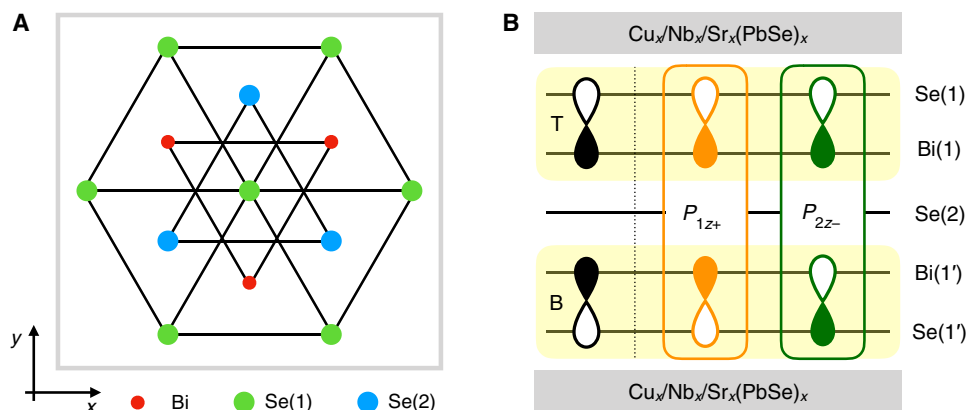 A
y
x
Bi
Se(1)
Se(2)
B
Cuₓ/Nbₓ/Srₓ(PbSe)ₓ
T
Se(1)
Bi(1)
P₁z₊
P₂z₋
Se(2)
B
Bi(1′)
Se(1′)
Cuₓ/Nbₓ/Srₓ(PbSe)ₓ